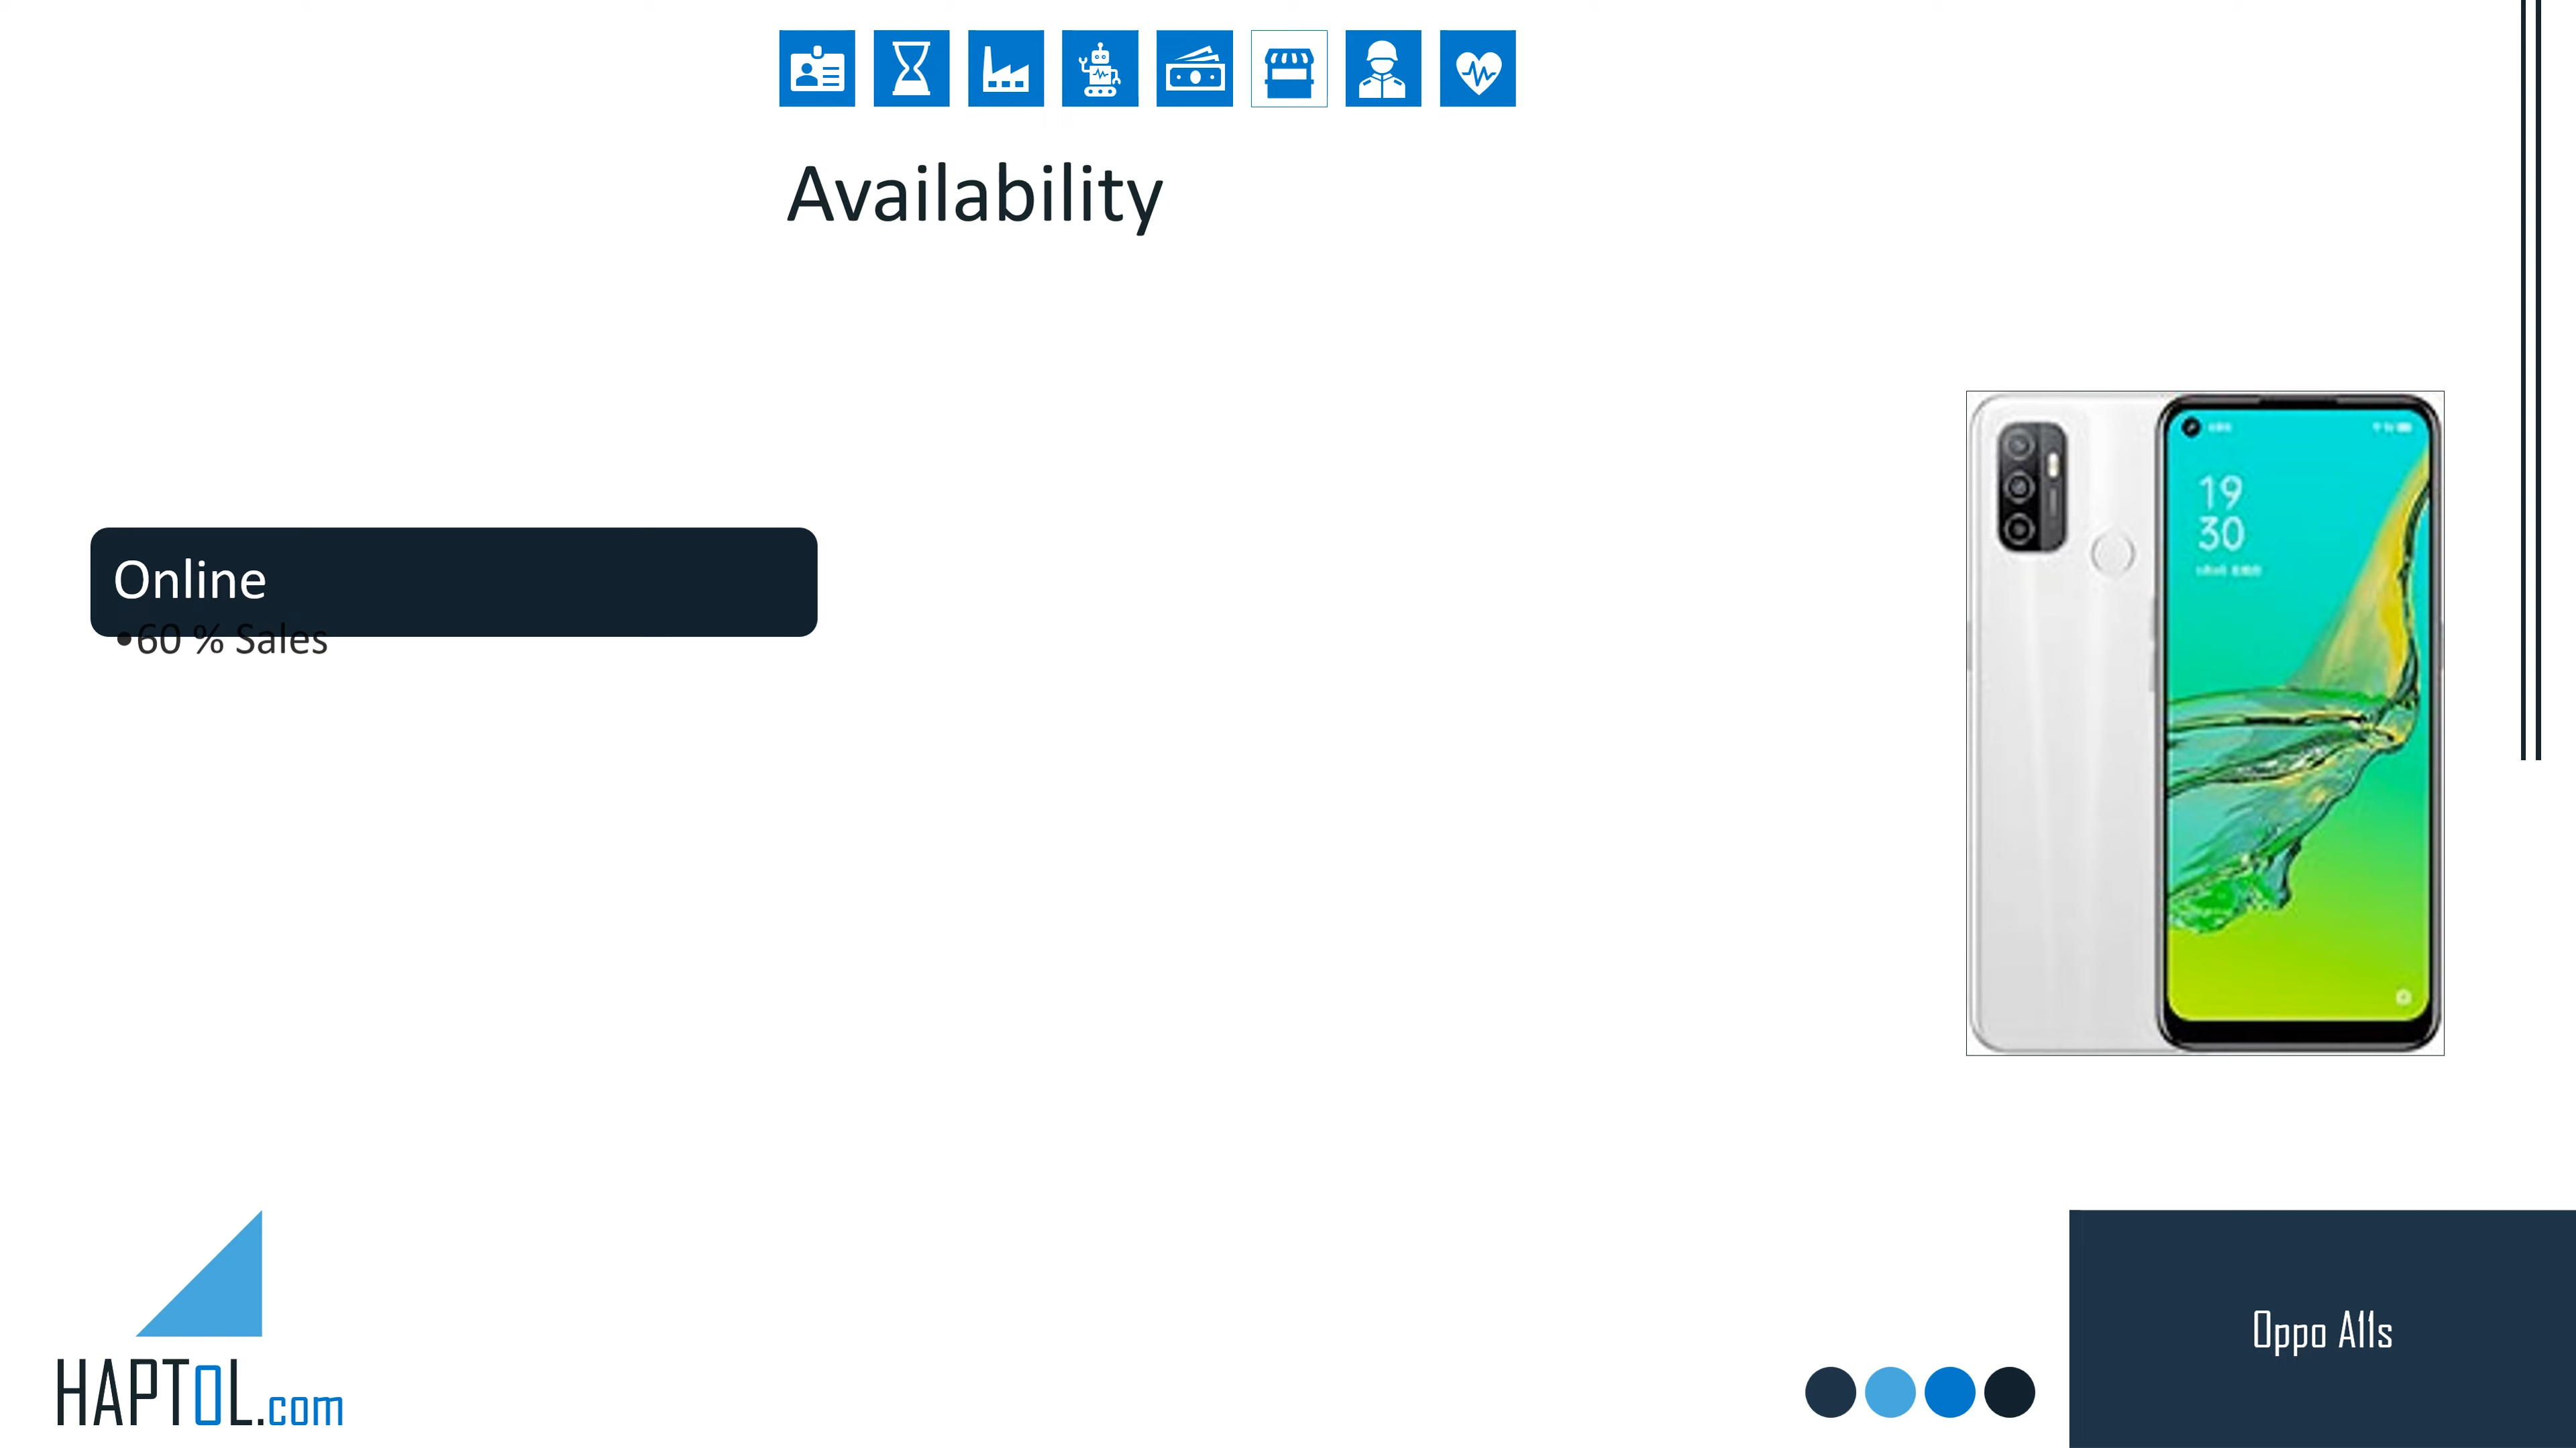 Availability
Online
•60 % Sales
19
30
HAPTOL.com
Oppo A11s